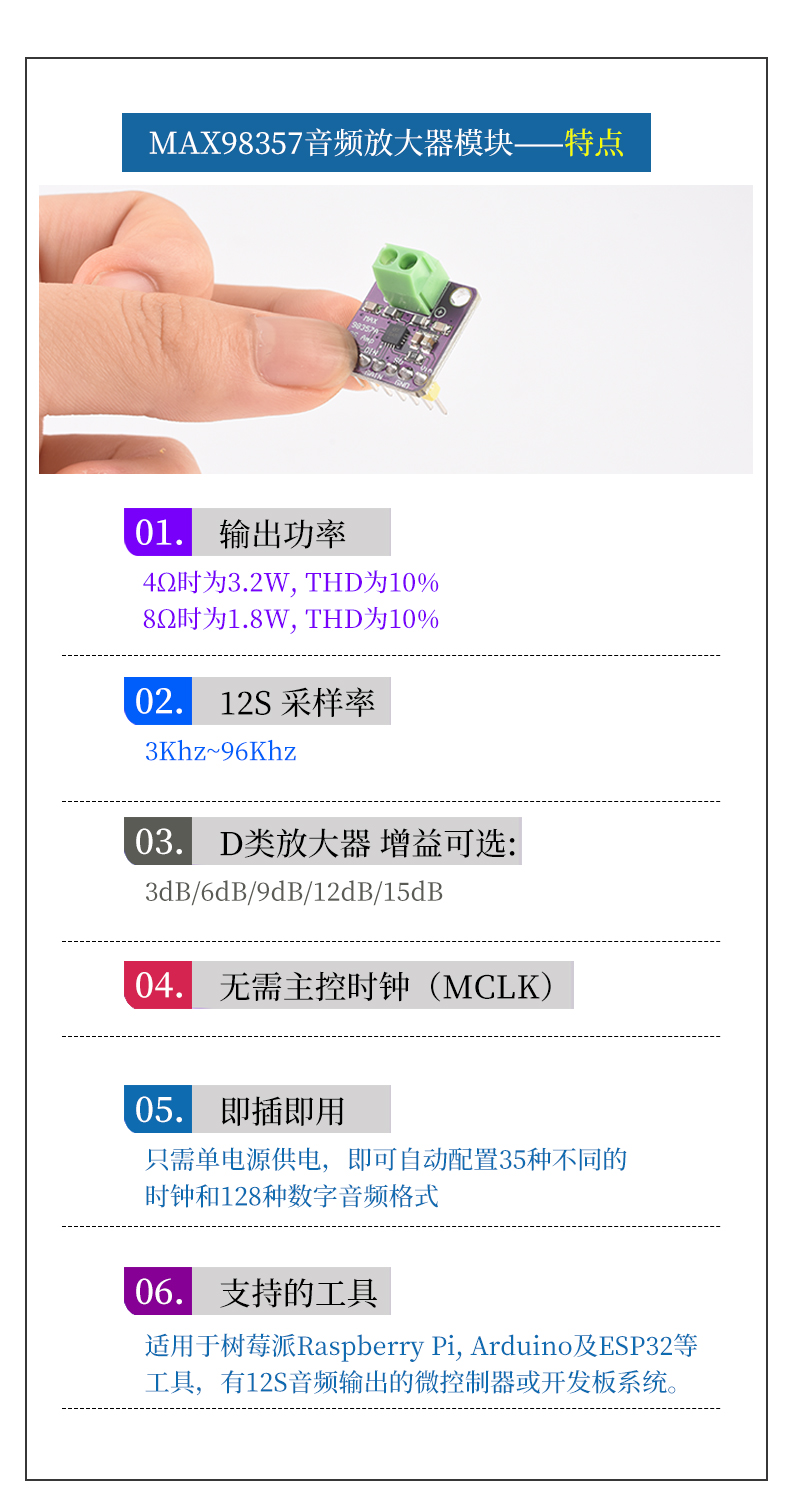 MAX98357音频放大器模块——特点
MAX
98357A
Amp
DIN
GAIN
GND
01. 输出功率
4Ω时为3.2W, THD为10%
8Ω时为1.8W, THD为10%
02. 12S 采样率
3Khz~96Khz
03. D类放大器 增益可选:
3dB/6dB/9dB/12dB/15dB
04. 无需主控时钟（MCLK）
05. 即插即用
只需单电源供电，即可自动配置35种不同的
时钟和128种数字音频格式
06. 支持的工具
适用于树莓派Raspberry Pi, Arduino及ESP32等
工具，有12S音频输出的微控制器或开发板系统。